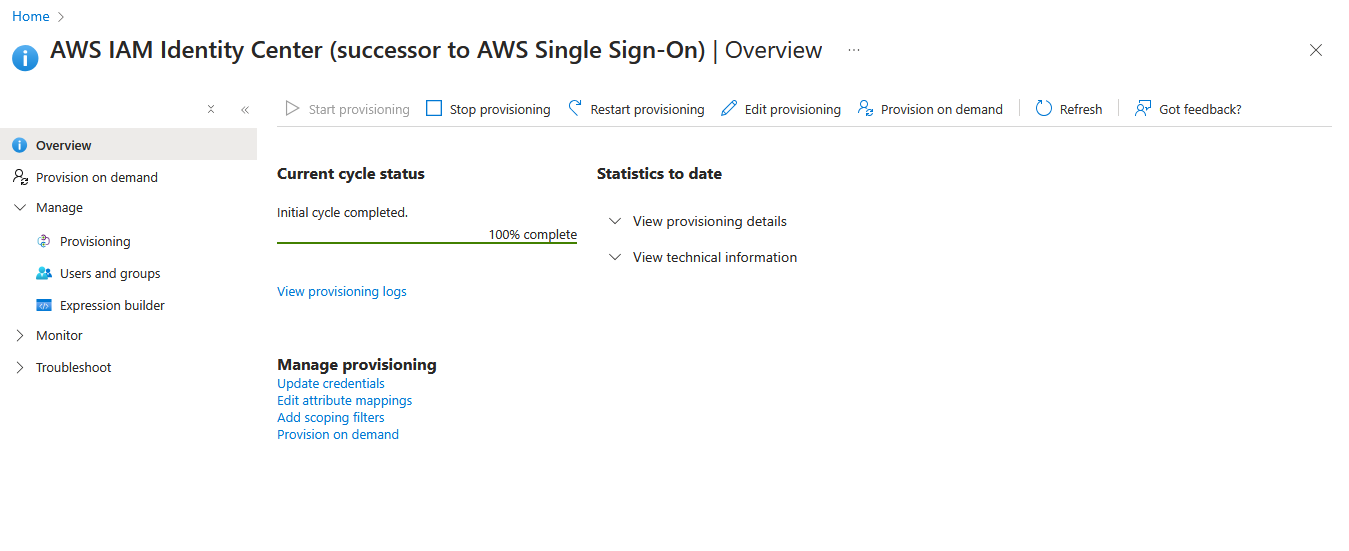 Home
AWS IAM Identity Center (successor to AWS Single Sign-On) | Overview ...
Start provisioning Stop provisioning Restart provisioning Edit provisioning Provision on demand Refresh Got feedback?
Overview
Provision on demand
Manage
Provisioning
Users and groups
Expression builder
Monitor
Troubleshoot
Current cycle status
Initial cycle completed.
100% complete
View provisioning logs
Statistics to date
View provisioning details
View technical information
Manage provisioning
Update credentials
Edit attribute mappings
Add scoping filters
Provision on demand